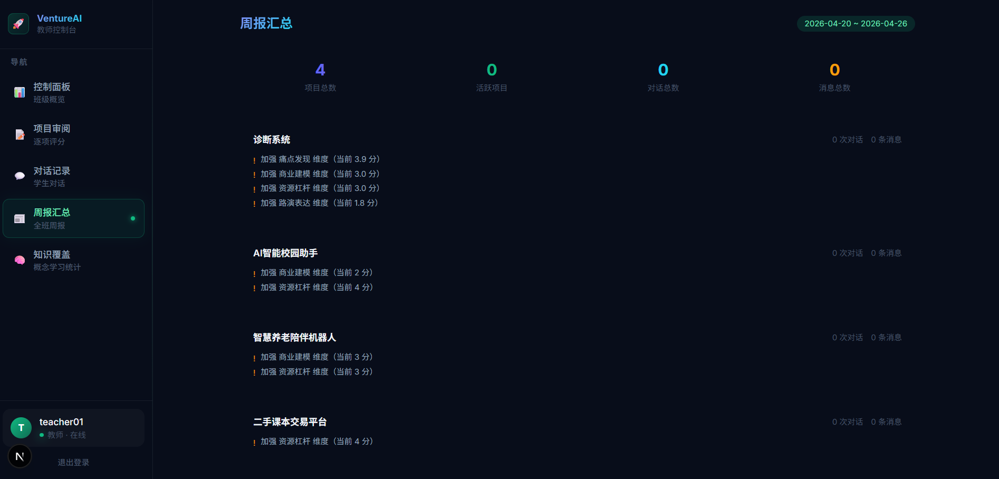 VentureAI
教师控制台
导航
控制面板
班级概览
项目审阅
逐项评分
对话记录
学生对话
周报汇总
全班周报
知识覆盖
概念学习统计
T
teacher01
教师 · 在线
N
退出登录
周报汇总
2026-04-20 ~ 2026-04-26
4
项目总数
0
活跃项目
0
对话总数
0
消息总数
诊断系统
0 次对话 0 条消息
! 加强 痛点发现 维度（当前 3.9 分）
! 加强 商业建模 维度（当前 3.0 分）
! 加强 资源杠杆 维度（当前 3.0 分）
! 加强 路演表达 维度（当前 1.8 分）
AI智能校园助手
0 次对话 0 条消息
! 加强 商业建模 维度（当前 2 分）
! 加强 资源杠杆 维度（当前 4 分）
智慧养老陪伴机器人
0 次对话 0 条消息
! 加强 商业建模 维度（当前 3 分）
! 加强 资源杠杆 维度（当前 3 分）
二手课本交易平台
0 次对话 0 条消息
! 加强 资源杠杆 维度（当前 4 分）